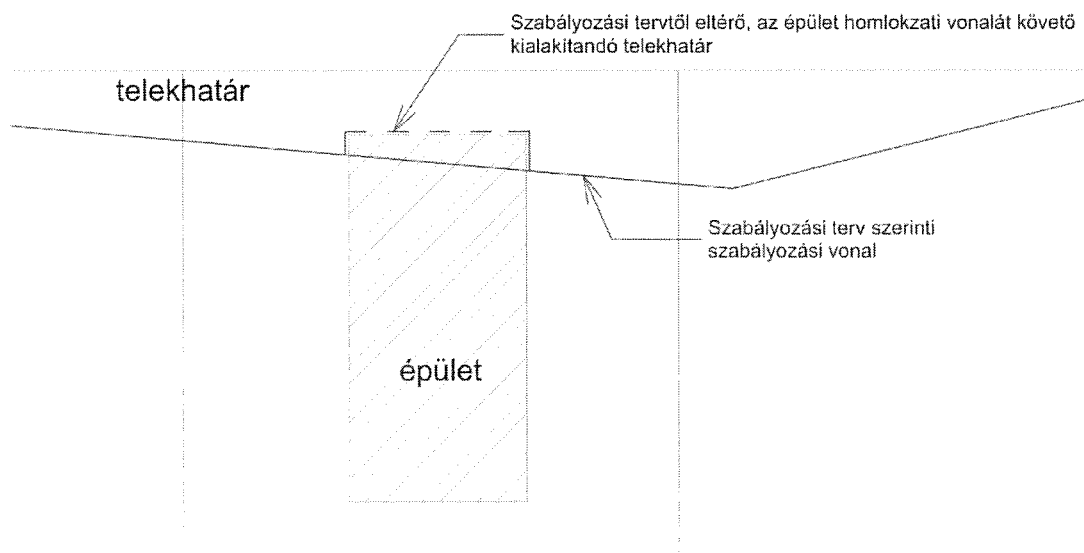 Szabályozási tervtől eltérő, az épület homlokzati vonalát követő
kialakítandó telekhatár
telekhatár
Szabályozási terv szerinti
szabályozási vonal
épület